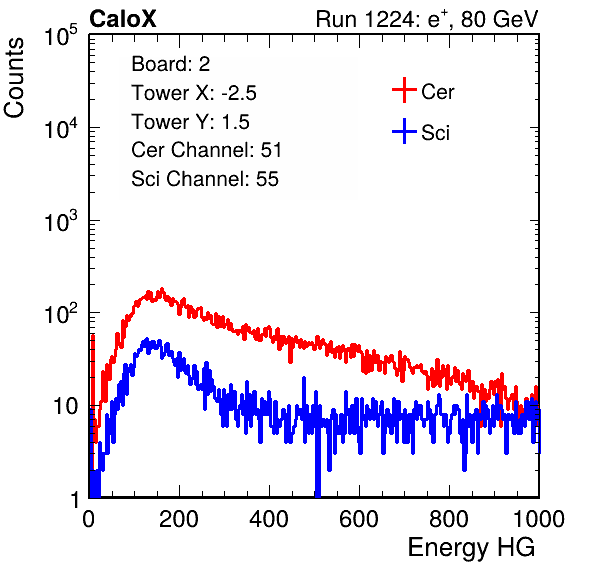 CaloX Run 1224: e⁺, 80 GeV
Counts
10⁵
10⁴
10³
10²
10
1
Board: 2
Tower X: -2.5
Tower Y: 1.5
Cer Channel: 51
Sci Channel: 55
Cer
Sci
0 200 400 600 800 1000
Energy HG